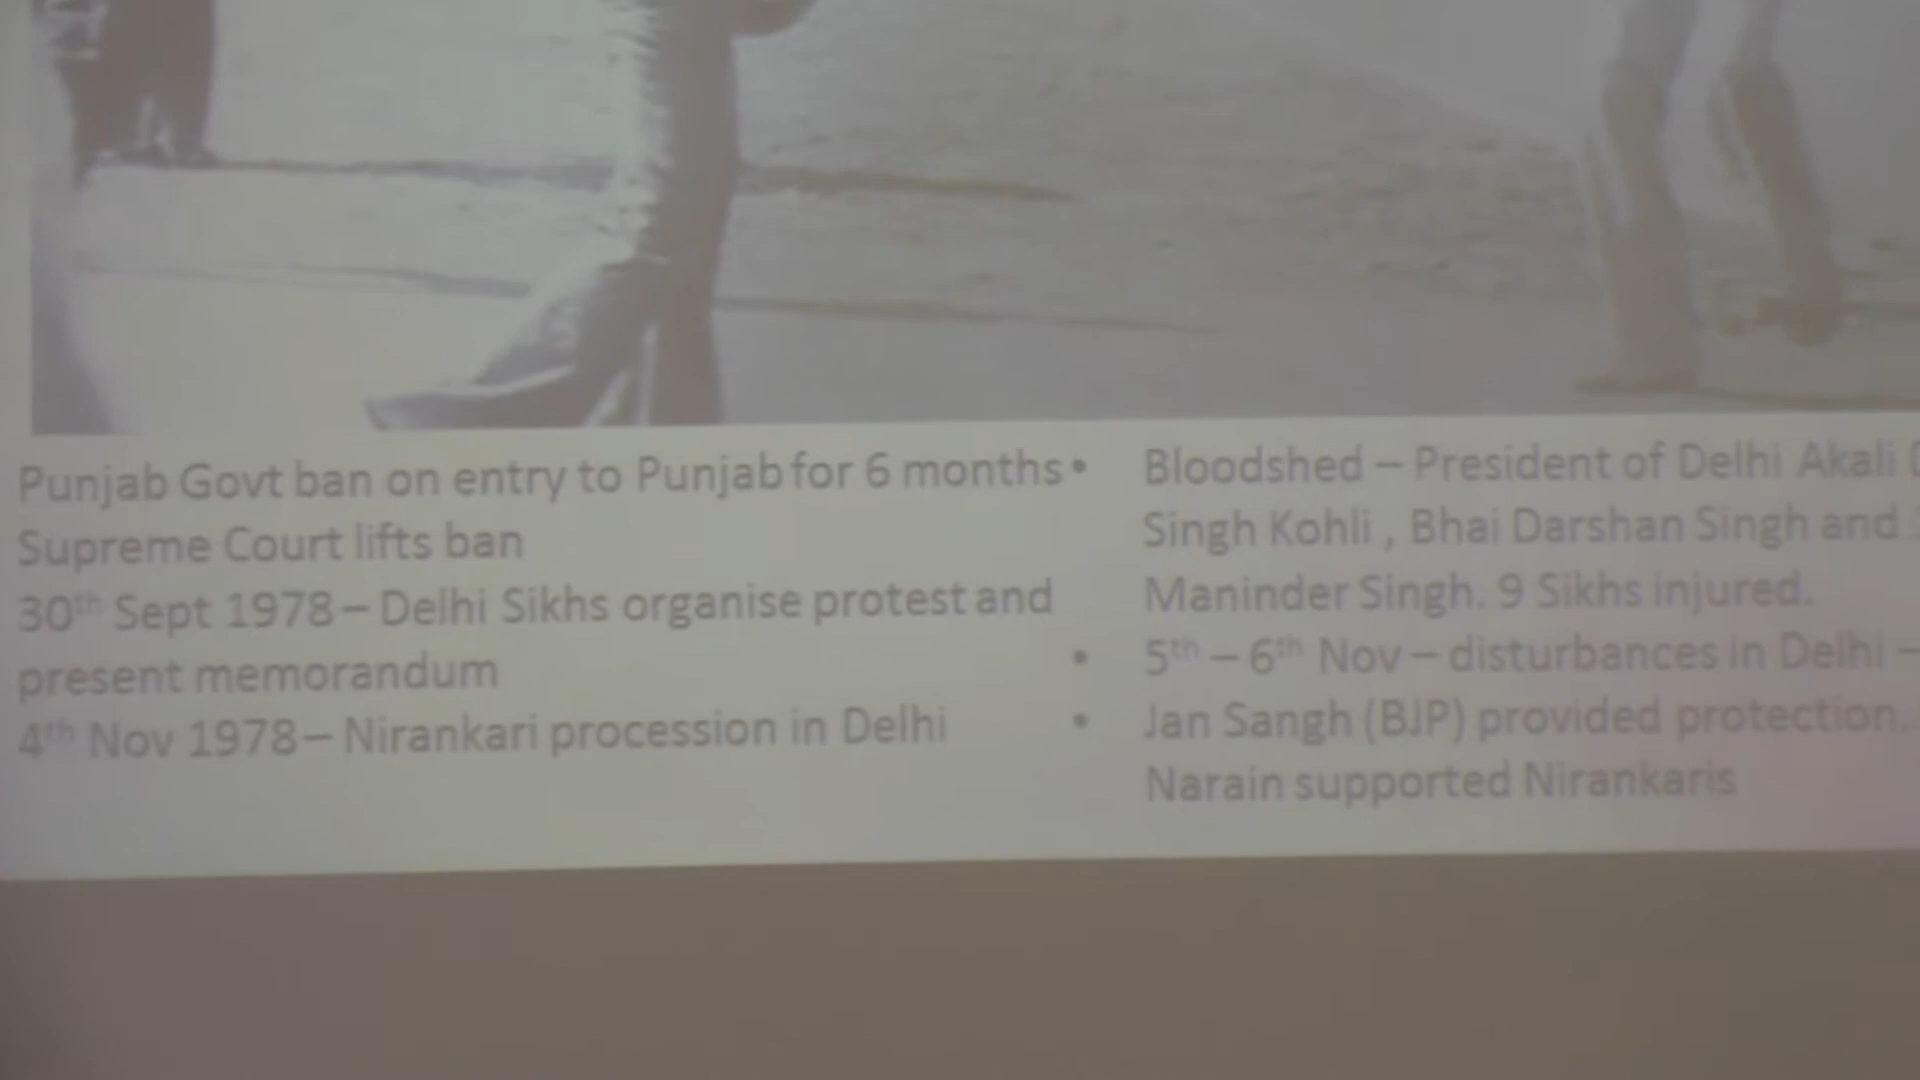 Punjab Govt ban on entry to Punjab for 6 months
Supreme Court lifts ban
30th Sept 1978 – Delhi Sikhs organise protest and
present memorandum
4th Nov 1978 – Nirankari procession in Delhi
• Bloodshed – President of Delhi Akali
Singh Kohli , Bhai Darshan Singh and
Maninder Singh. 9 Sikhs injured.
• 5th – 6th Nov – disturbances in Delhi –
• Jan Sangh (BJP) provided protection.
Narain supported Nirankaris